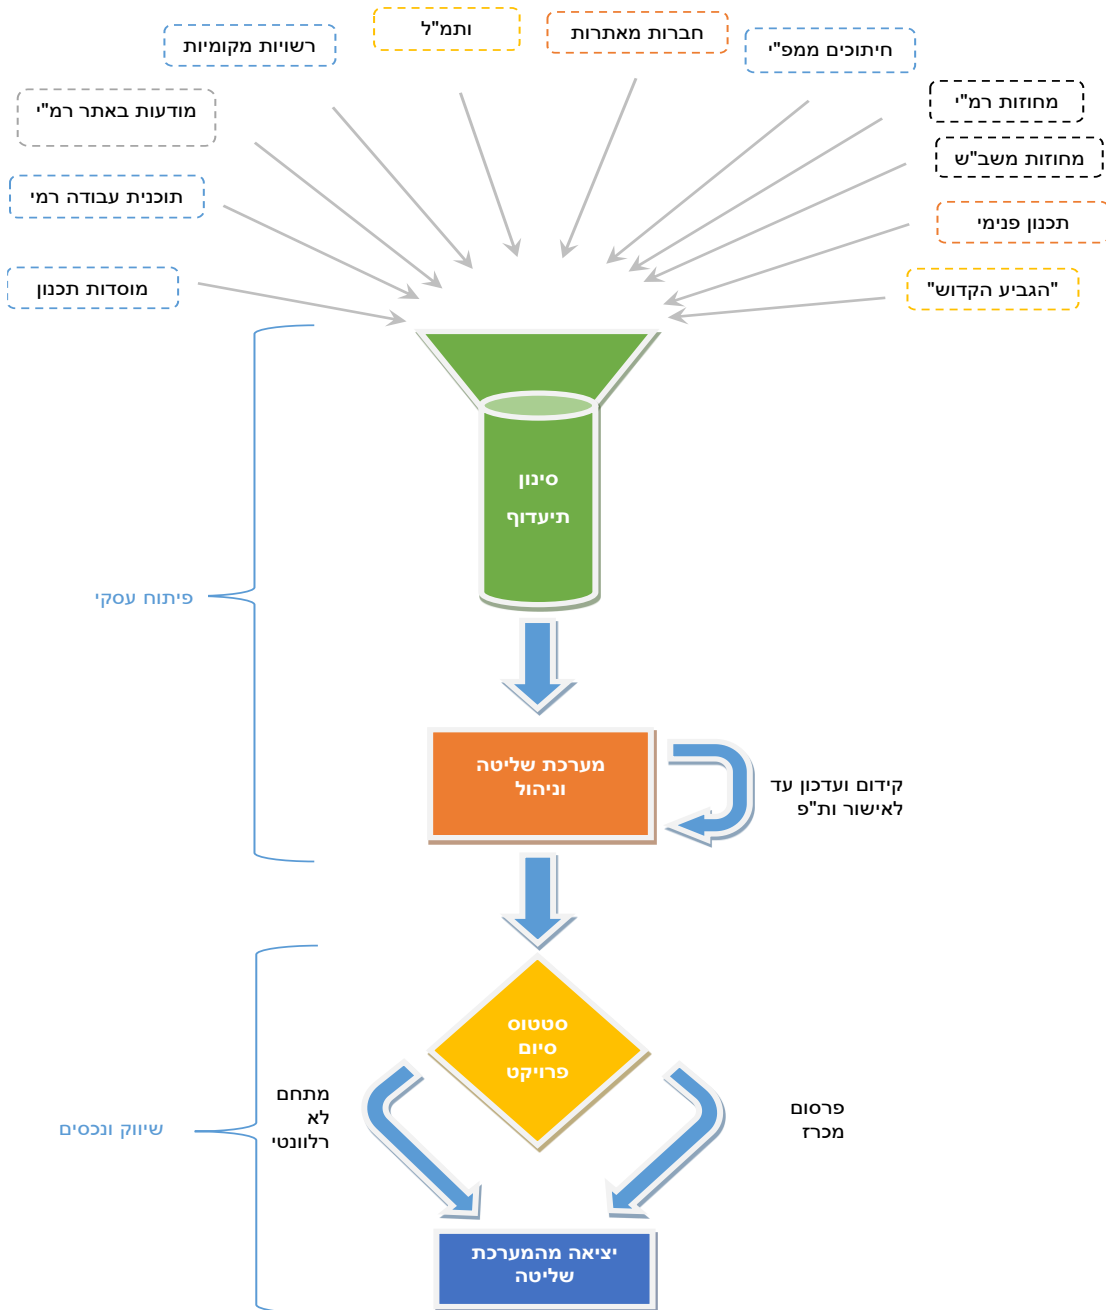 ותמ"ל
חברות מאתרות
רשויות מקומיות
חיתוכים ממפ"י
מודעות באתר רמ"י
מחוזות רמ"י
מחוזות משב"ש
תוכנית עבודה רמי
תכנון פנימי
מוסדות תכנון
"הגביע הקדוש"
סינון
תיעדוף
פיתוח עסקי
מערכת שליטה
וניהול
קידום ועדכון עד
לאישור ות"פ
סטטוס
סיום
פרויקט
פרסום
מכרז
מתחם
לא
רלוונטי
שיווק ונכסים
יציאה מהמערכת
שליטה